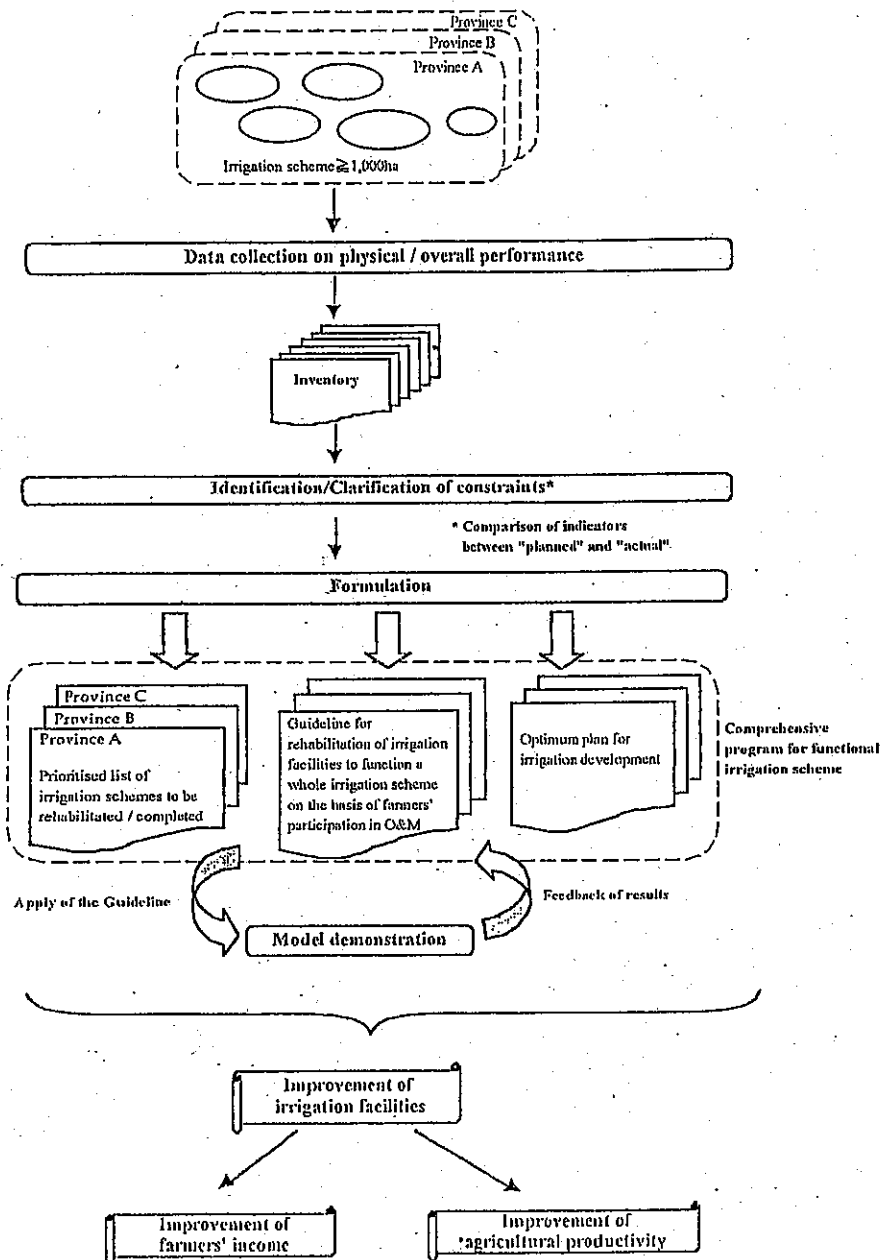 Province C
Province B
Province A
Irrigation scheme≧1,000ha
Data collection on physical / overall performance
Inventory
Identification/Clarification of constraints*
* Comparison of indicators
between "planned" and "actual".
Formulation
Province C
Province B
Province A
Prioritised list of
irrigation schemes to be
rehabilitated / completed
Guideline for
rehabilitation of irrigation
facilities to function a
whole irrigation scheme
on the basis of farmers'
participation in O&M
Optimum plan for
irrigation development
Comprehensive
program for functional
irrigation scheme
Apply of the Guideline
Feedback of results
Model demonstration
Improvement of
irrigation facilities
Improvement of
farmers' income
Improvement of
agricultural productivity